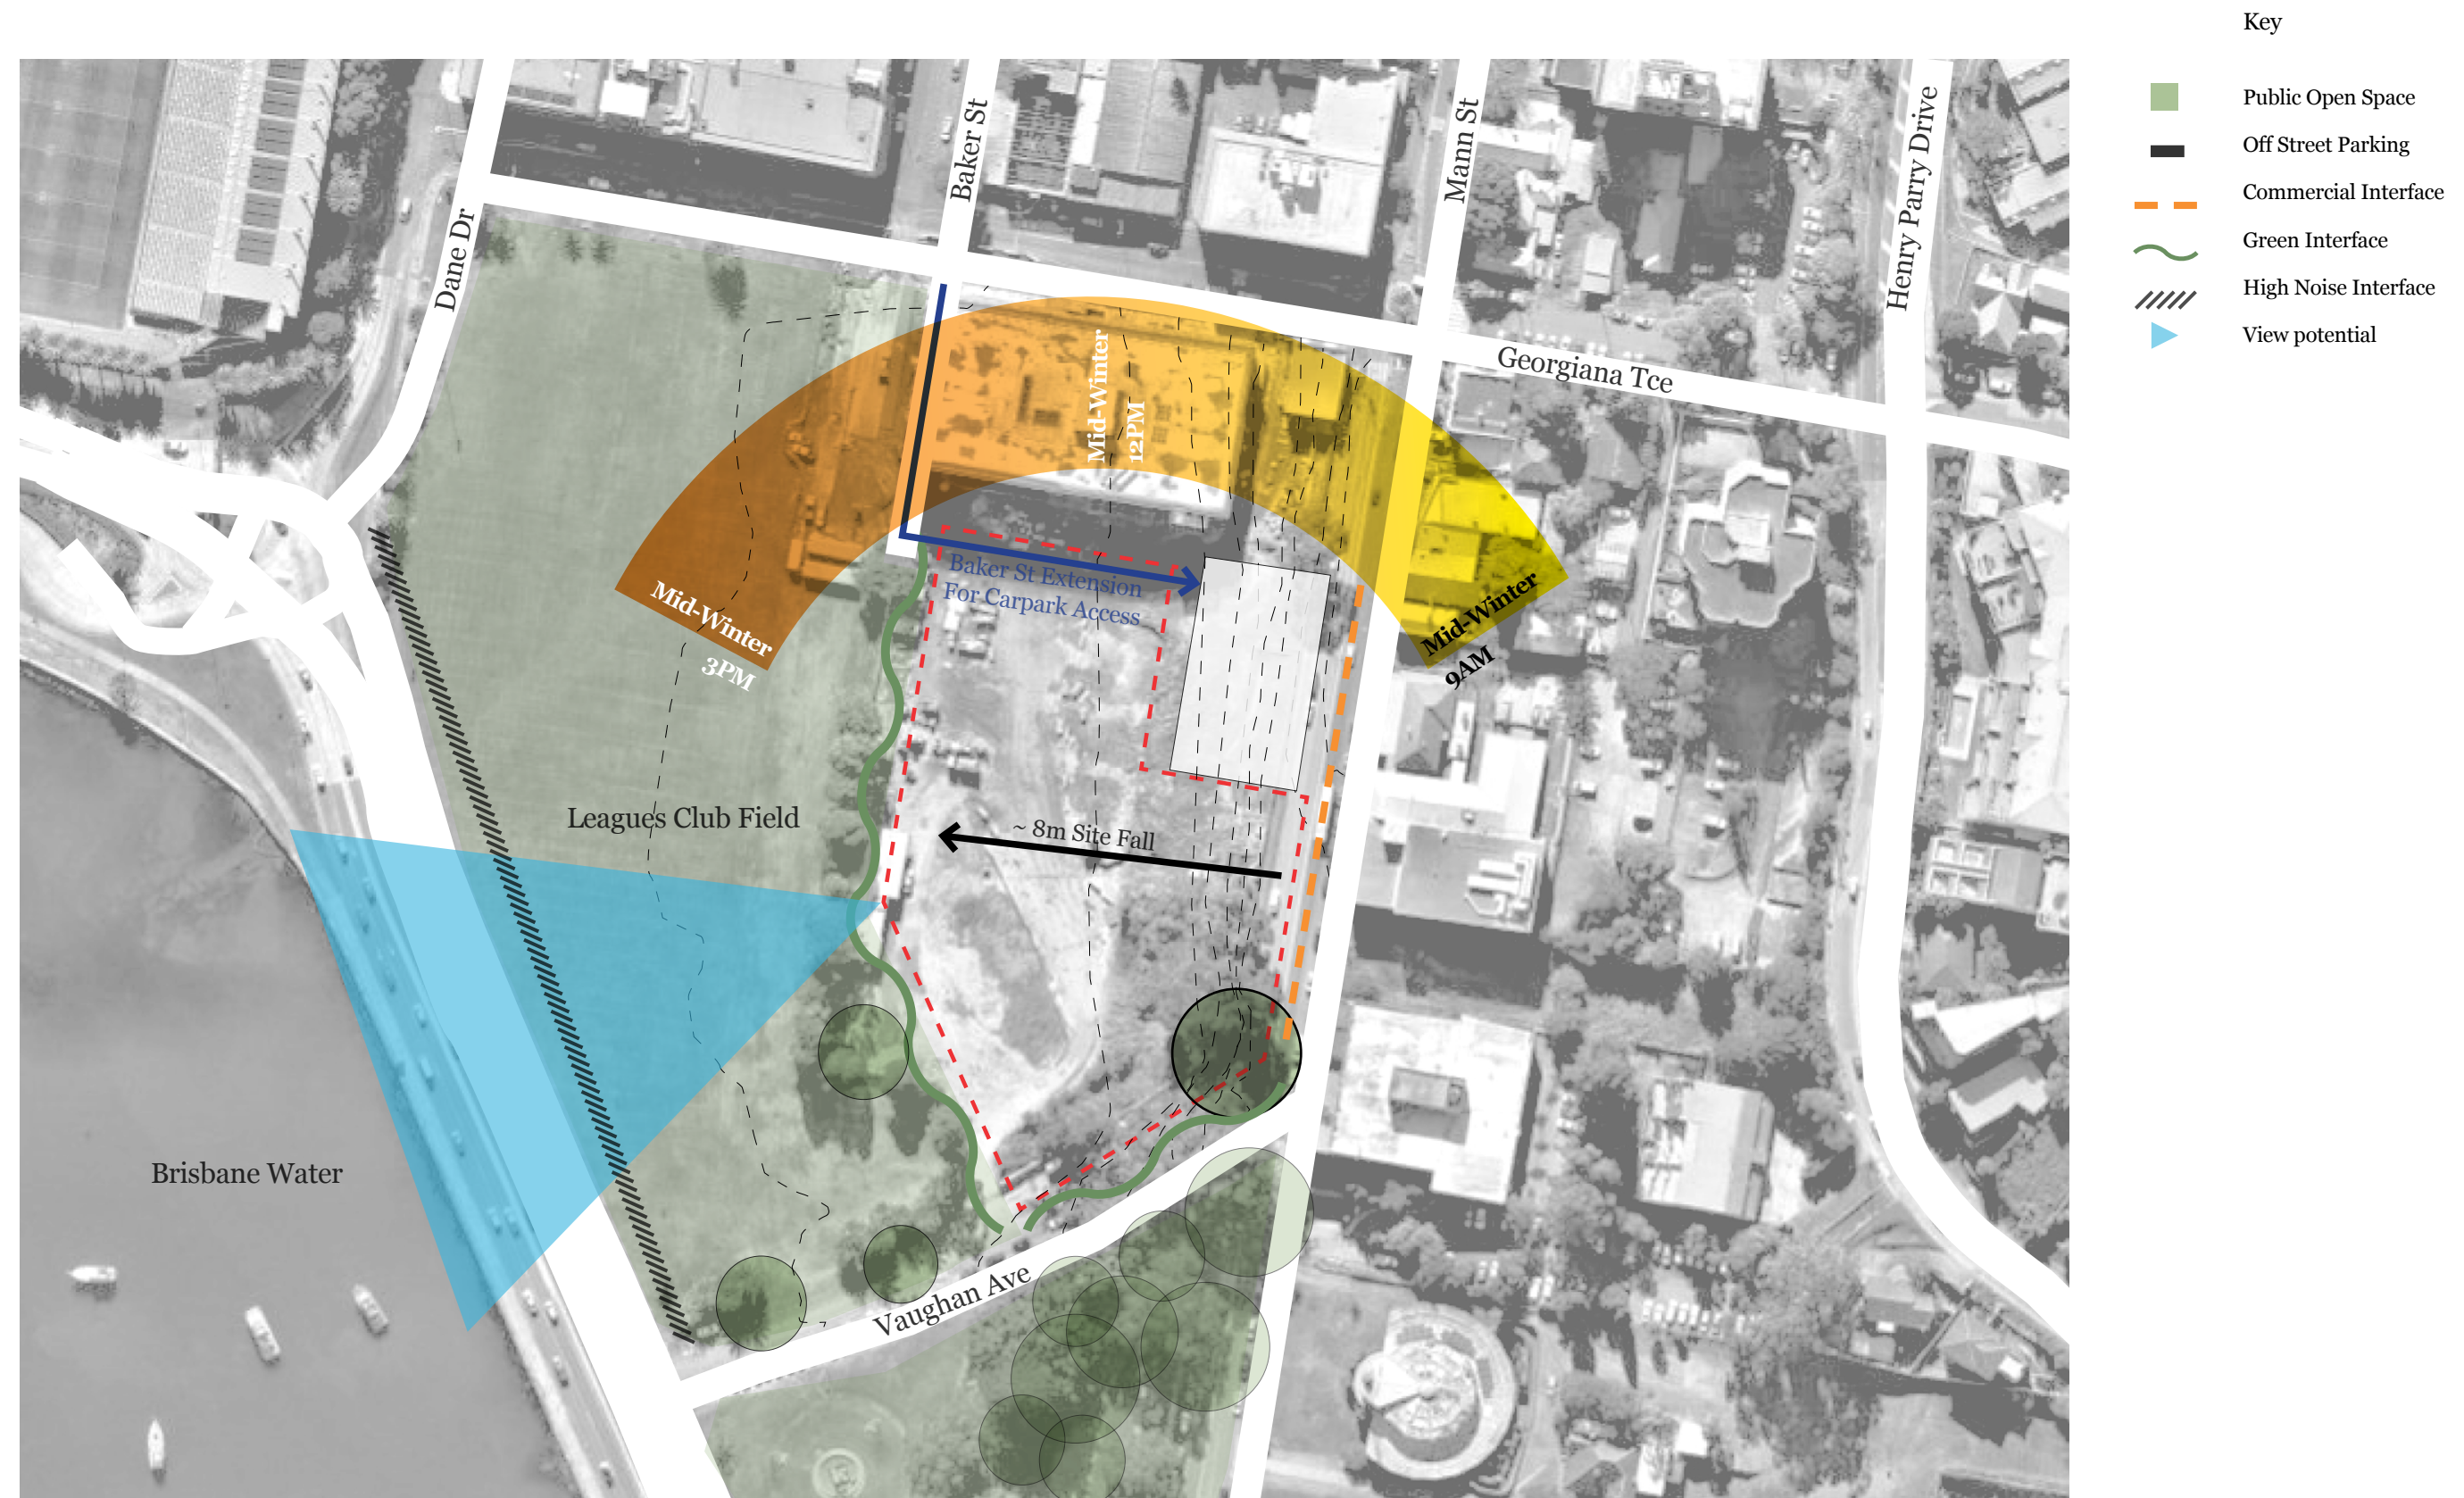 Key
Public Open Space
Off Street Parking
Commercial Interface
Green Interface
High Noise Interface
View potential
Dane Dr
Baker St
Mann St
Henry Parry Drive
Georgiana Tce
Mid-Winter
12PM
Mid-Winter
3PM
Mid-Winter
9AM
Baker St Extension
For Carpark Access
Leagues Club Field
~ 8m Site Fall
Brisbane Water
Vaughan Ave